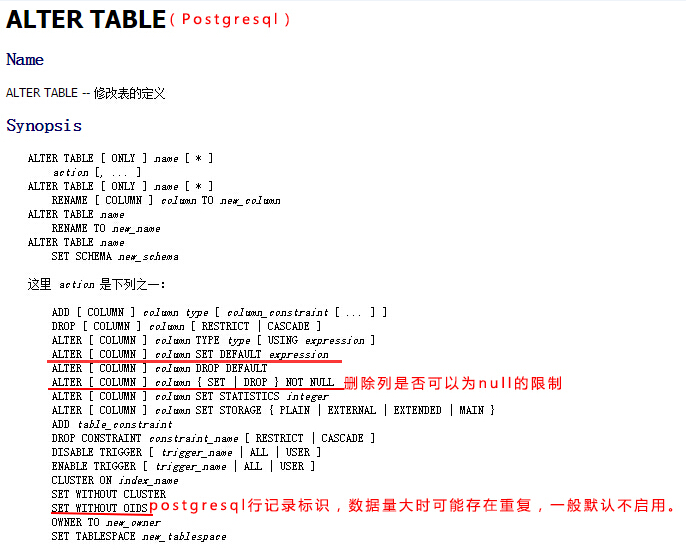 ALTER TABLE(Postgresql)
Name
ALTER TABLE -- 修改表的定义
Synopsis
ALTER TABLE [ ONLY ] name [ * ]
action [, ... ]
ALTER TABLE [ ONLY ] name [ * ]
RENAME [ COLUMN ] column TO new_column
ALTER TABLE name
RENAME TO new_name
ALTER TABLE name
SET SCHEMA new_schema
这里 action 是下列之一:
ADD [ COLUMN ] column type [ column_constraint [ ... ] ]
DROP [ COLUMN ] column [ RESTRICT | CASCADE ]
ALTER [ COLUMN ] column TYPE type [ USING expression ]
ALTER [ COLUMN ] column SET DEFAULT expression
ALTER [ COLUMN ] column DROP DEFAULT
ALTER [ COLUMN ] column { SET | DROP } NOT NULL 删除列是否可以为null的限制
ALTER [ COLUMN ] column SET STATISTICS integer
ALTER [ COLUMN ] column SET STORAGE { PLAIN | EXTERNAL | EXTENDED | MAIN }
ADD table_constraint
DROP CONSTRAINT constraint_name [ RESTRICT | CASCADE ]
DISABLE TRIGGER [ trigger_name | ALL | USER ]
ENABLE TRIGGER [ trigger_name | ALL | USER ]
CLUSTER ON index_name
SET WITHOUT CLUSTER
SET WITHOUT OIDS postgresql行记录标识，数据量大时可能存在重复，一般默认不启用。
OWNER TO new_owner
SET TABLESPACE new_tablespace